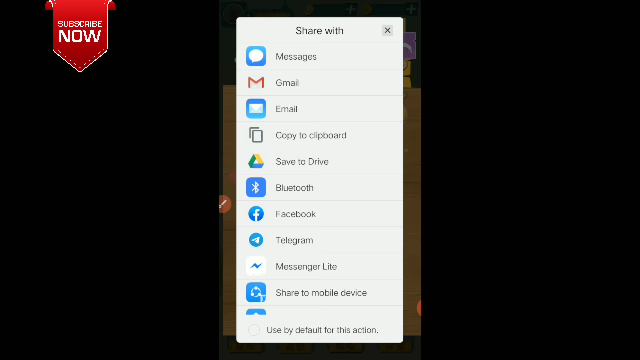 SUBSCRIBE
NOW
Share with
Messages
Gmail
Email
Copy to clipboard
Save to Drive
Bluetooth
Facebook
Telegram
Messenger Lite
Share to mobile device
Use by default for this action.